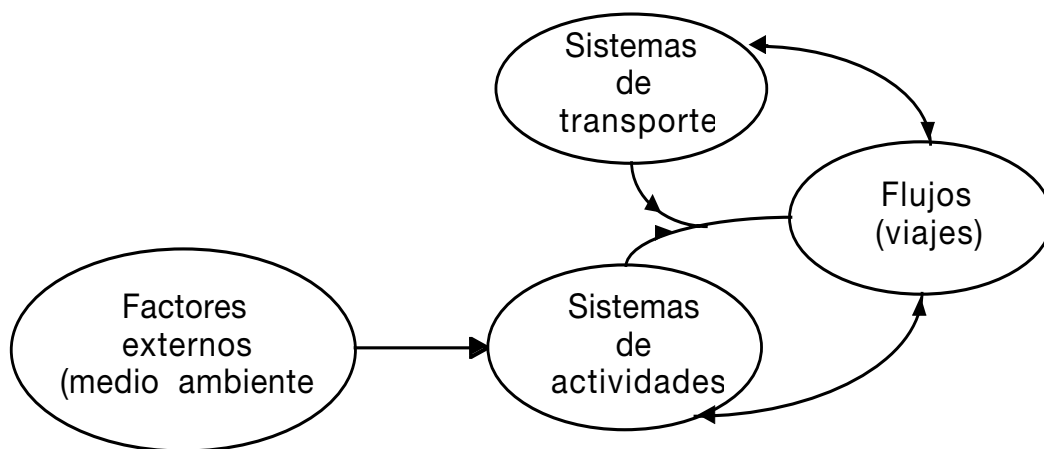 Sistemas
de
transporte
Flujos
(viajes)
Factores
externos
(medio ambiente
Sistemas
de
actividades